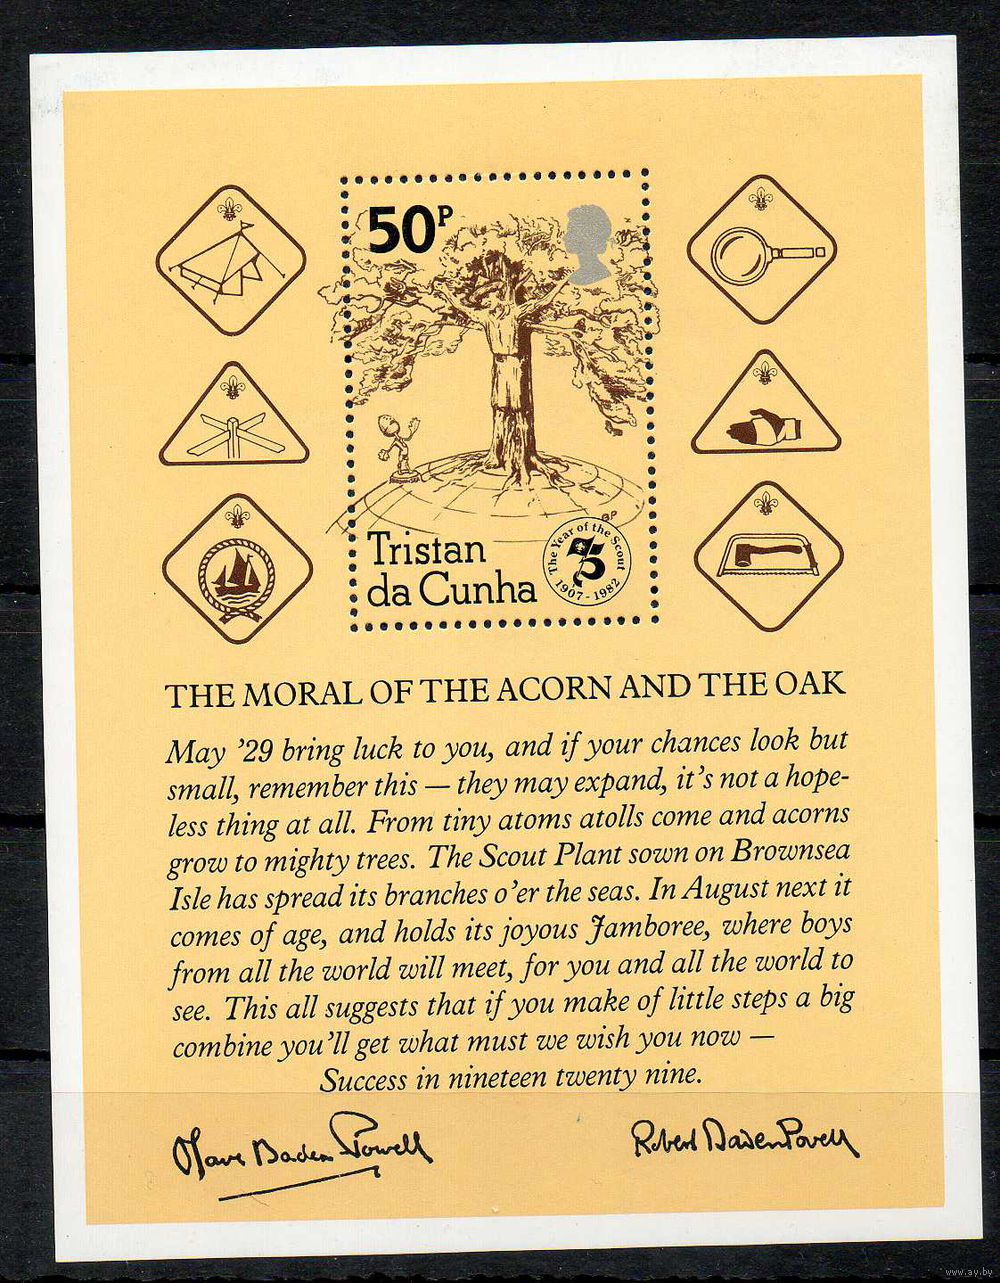 50P
Tristan
da Cunha
The Year of the Scout
75
1907-1982
GP
THE MORAL OF THE ACORN AND THE OAK
May ’29 bring luck to you, and if your chances look but
small, remember this — they may expand, it’s not a hope-
less thing at all. From tiny atoms atolls come and acorns
grow to mighty trees. The Scout Plant sown on Brownsea
Isle has spread its branches o’er the seas. In August next it
comes of age, and holds its joyous Jamboree, where boys
from all the world will meet, for you and all the world to
see. This all suggests that if you make of little steps a big
combine you’ll get what must we wish you now —
Success in nineteen twenty nine.
Olave Baden Powell
Robert Baden Powell
www.ay.by